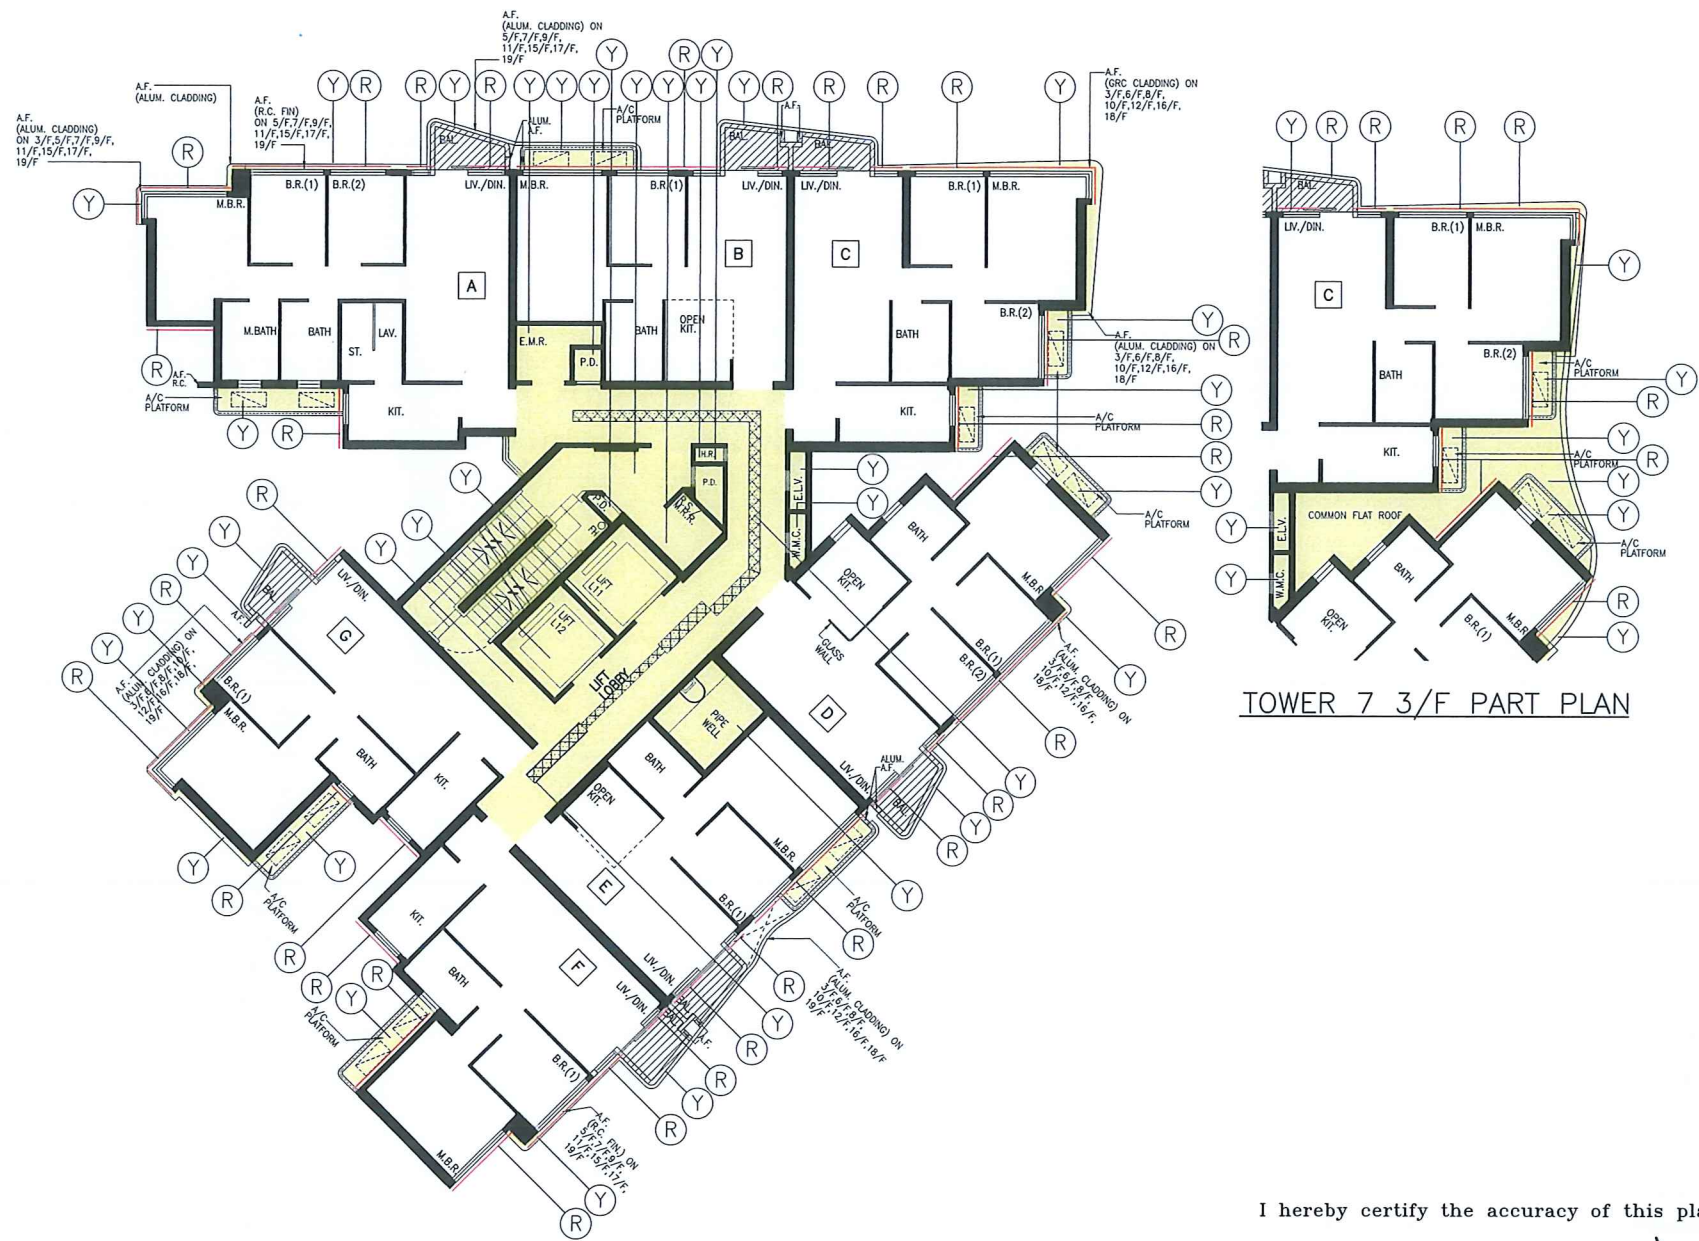 A.F.
(ALUM. CLADDING) ON
5/F,7/F,9/F,
11/F,15/F,17/F,
19/F
A.F.
(ALUM. CLADDING)
A.F.
(R.C. FIN)
ON 5/F,7/F,9/F,
11/F,15/F,17/F,
19/F
A.F.
(ALUM. CLADDING)
ON 3/F,5/F,7/F,9/F,
11/F,15/F,17/F,
19/F
A.F.
(GRC CLADDING) ON
3/F,6/F,8/F,
10/F,12/F,16/F,
18/F
Y R R Y R Y Y Y Y Y R Y Y Y R R R R Y
R
Y
ALUM.
A.F.
A/C
PLATFORM
A.F.
BAL.
BAL.
BAL.
M.B.R.
B.R.(1)
B.R.(2)
LIV./DIN.
M.B.R.
B.R.(1)
LIV./DIN.
LIV./DIN.
B.R.(1)
M.B.R.
A
B
C
M.BATH
BATH
ST.
LAV.
KIT.
E.M.R.
P.D.
BATH
OPEN
KIT.
BATH
B.R.(2)
KIT.
R
A.F.
R.C.
A/C
PLATFORM
Y
R
Y
R
A.F.
(ALUM. CLADDING) ON
3/F,6/F,8/F,
10/F,12/F,16/F,
18/F
Y
A/C
PLATFORM
R
R
Y
A/C
PLATFORM
H.R.
P.D.
R.S./
M.R.R.
P.D.
E.L.V.
W.M.C.
Y
Y
LIFT
L11
LIFT
L12
LIFT
LOBBY
PIPE
WELL
Y
R
Y
Y
Y
R
Y
R
BAL.
A.F.
LIV./DIN.
G
B.R.(1)
M.B.R.
BATH
KIT.
A.F.
(ALUM. CLADDING) ON
3/F,6/F,8/F,10/F,
12/F,16/F,18/F,
19/F
R
Y
R
Y
A/C
PLATFORM
R
R
OPEN
KIT.
BATH
GLASS
WALL
M.B.R.
B.R.(1)
B.R.(2)
D
LIV./DIN.
ALUM.
A.F.
BAL.
R
Y
A.F.
(ALUM. CLADDING) ON
3/F,6/F,8/F,
10/F,12/F,16/F,
18/F
R
Y
R
Y
R
Y
BATH
OPEN
KIT.
E
M.B.R.
B.R.(1)
LIV./DIN.
A/C
PLATFORM
R
A.F.
(ALUM. CLADDING) ON
3/F,6/F,8/F,
10/F,12/F,16/F,18/F
19/F
R
Y
R
R
Y
R
KIT.
BATH
F
LIV./DIN.
BAL.
BAL.
A.F.
B.R.(1)
M.B.R.
R
Y
A/C
PLATFORM
A.F.
(R.C. FIN.) ON
5/F,7/F,9/F,
11/F,15/F,17/F,
19/F
Y
R
Y R R R R
BAL.
LIV./DIN.
B.R.(1)
M.B.R.
Y
C
B.R.(2)
BATH
KIT.
A/C
PLATFORM
Y
R
Y
A/C
PLATFORM
R
Y
COMMON FLAT ROOF
Y
E.L.V.
Y
W.M.C.
Y
A/C
PLATFORM
BATH
OPEN
KIT.
M.B.R.
B.R.(1)
R
Y
TOWER 7 3/F PART PLAN
I hereby certify the accuracy of this pla